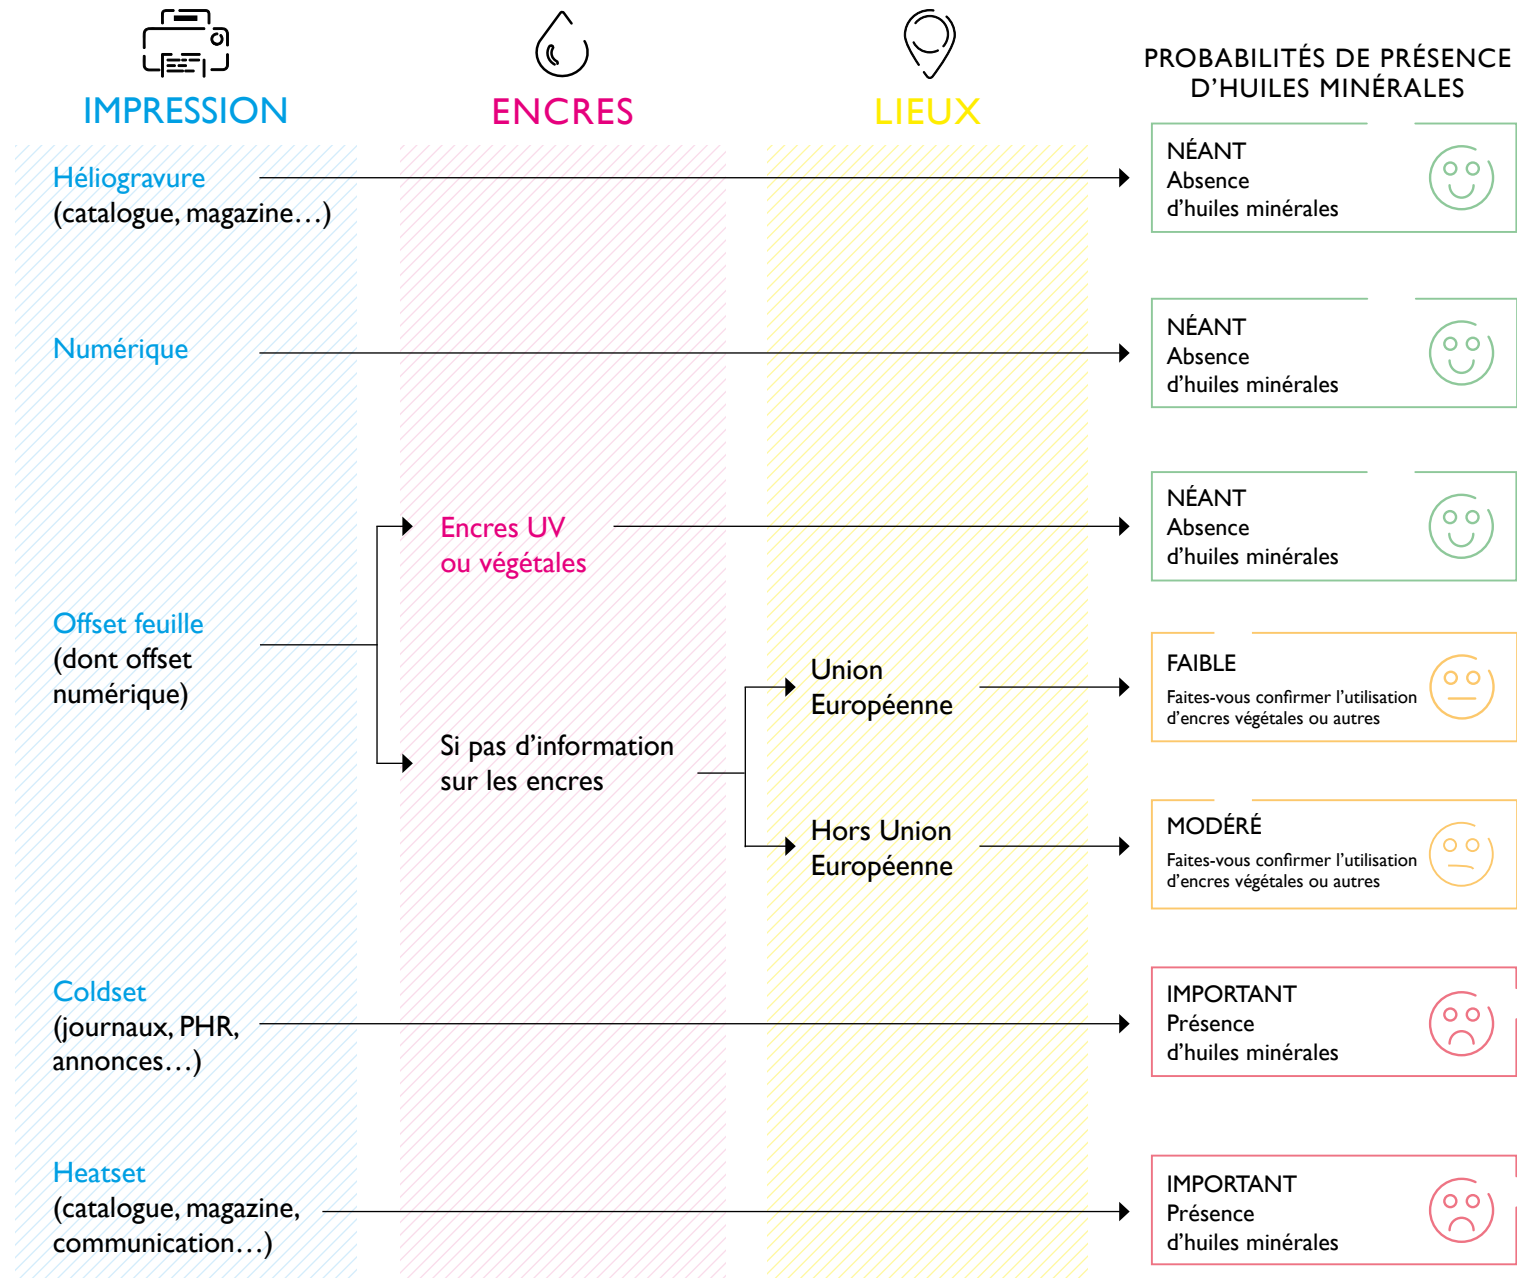 IMPRESSION
ENCRES
LIEUX
PROBABILITÉS DE PRÉSENCE
D’HUILES MINÉRALES
Héliogravure
(catalogue, magazine…)
NÉANT
Absence
d’huiles minérales
Numérique
NÉANT
Absence
d’huiles minérales
Offset feuille
(dont offset
numérique)
Encres UV
ou végétales
NÉANT
Absence
d’huiles minérales
Si pas d’information
sur les encres
Union
Européenne
FAIBLE
Faites-vous confirmer l’utilisation
d’encres végétales ou autres
Hors Union
Européenne
MODÉRÉ
Faites-vous confirmer l’utilisation
d’encres végétales ou autres
Coldset
(journaux, PHR,
annonces…)
IMPORTANT
Présence
d’huiles minérales
Heatset
(catalogue, magazine,
communication…)
IMPORTANT
Présence
d’huiles minérales